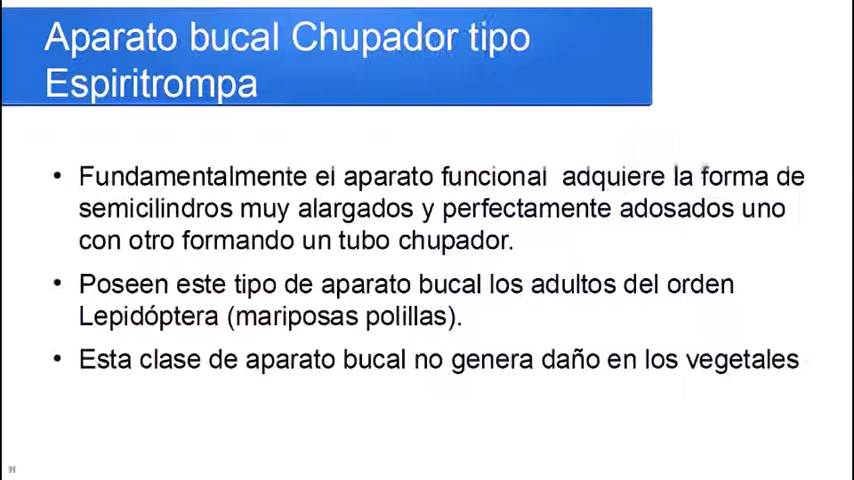 Aparato bucal Chupador tipo
Espiritrompa
• Fundamentalmente el aparato funcional adquiere la forma de
semicilindros muy alargados y perfectamente adosados uno
con otro formando un tubo chupador.
• Poseen este tipo de aparato bucal los adultos del orden
Lepidóptera (mariposas polillas).
• Esta clase de aparato bucal no genera daño en los vegetales